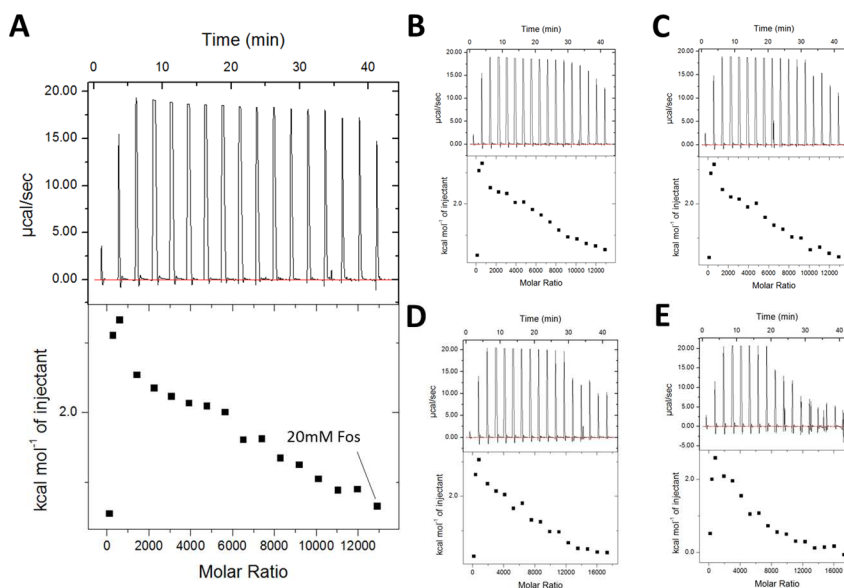 A
Time (min)
0 10 20 30 40
20.00
15.00
10.00
5.00
0.00
µcal/sec
2.0
kcal mol⁻¹ of injectant
20mM Fos
0 2000 4000 6000 8000 10000 12000
Molar Ratio
B
Time (min)
0 10 20 30 40
20.00
15.00
10.00
5.00
0.00
µcal/sec
2.0
kcal mol⁻¹ of injectant
0 2000 4000 6000 8000 10000 12000
Molar Ratio
C
Time (min)
0 10 20 30 40
20.00
15.00
10.00
5.00
0.00
µcal/sec
2.0
kcal mol⁻¹ of injectant
0 2000 4000 6000 8000 10000 12000
Molar Ratio
D
Time (min)
0 10 20 30 40
20.00
15.00
10.00
5.00
0.00
µcal/sec
2.0
kcal mol⁻¹ of injectant
0 4000 8000 12000 16000
Molar Ratio
E
Time (min)
0 10 20 30 40
20.00
15.00
10.00
5.00
0.00
-5.00
µcal/sec
2.0
0.0
kcal mol⁻¹ of injectant
0 4000 8000 12000 16000
Molar Ratio